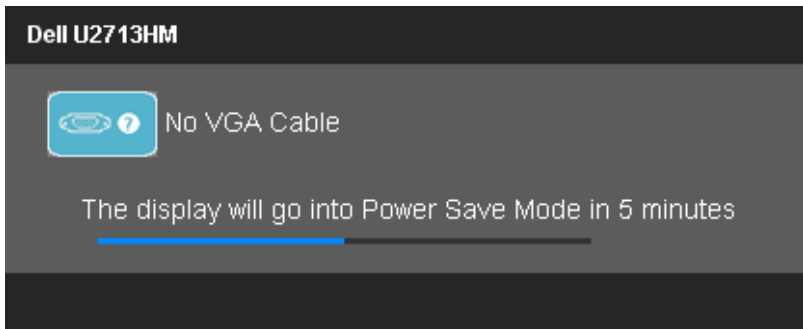 Dell U2713HM
? No VGA Cable
The display will go into Power Save Mode in 5 minutes